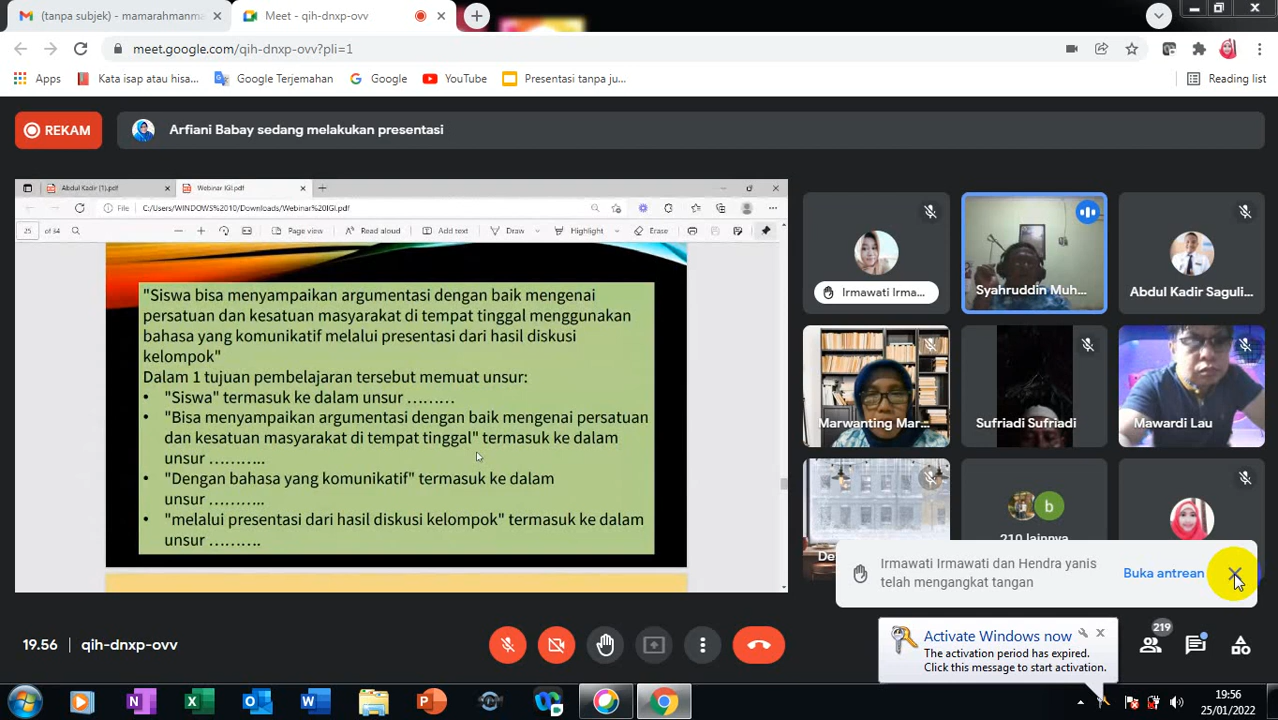 (tanpa subjek) - mamarahmanma
Meet - qih-dnxp-ovv
meet.google.com/qih-dnxp-ovv?pli=1
Apps
Kata isap atau hisa...
Google Terjemahan
Google
YouTube
Presentasi tanpa ju...
Reading list
REKAM
Arfiani Babay sedang melakukan presentasi
Abdul Kadir (1).pdf
Webinar IGI.pdf
File
C:/Users/WINDOWS%2010/Downloads/Webinar%20IGI.pdf
25 of 64
Page view
Read aloud
Add text
Draw
Highlight
Erase
"Siswa bisa menyampaikan argumentasi dengan baik mengenai
persatuan dan kesatuan masyarakat di tempat tinggal menggunakan
bahasa yang komunikatif melalui presentasi dari hasil diskusi
kelompok"
Dalam 1 tujuan pembelajaran tersebut memuat unsur:
• "Siswa" termasuk ke dalam unsur ………
• "Bisa menyampaikan argumentasi dengan baik mengenai persatuan
dan kesatuan masyarakat di tempat tinggal" termasuk ke dalam
unsur ………..
• "Dengan bahasa yang komunikatif" termasuk ke dalam
unsur ………..
• "melalui presentasi dari hasil diskusi kelompok" termasuk ke dalam
unsur ……….
Irmawati Irma...
Syahruddin Muh...
Abdul Kadir Saguli...
Marwanting Mar...
Sufriadi Sufriadi
Mawardi Lau
b
210 lainnya
Irmawati Irmawati dan Hendra yanis
telah mengangkat tangan
Buka antrean
19.56
qih-dnxp-ovv
219
Activate Windows now
The activation period has expired.
Click this message to start activation.
19:56
25/01/2022